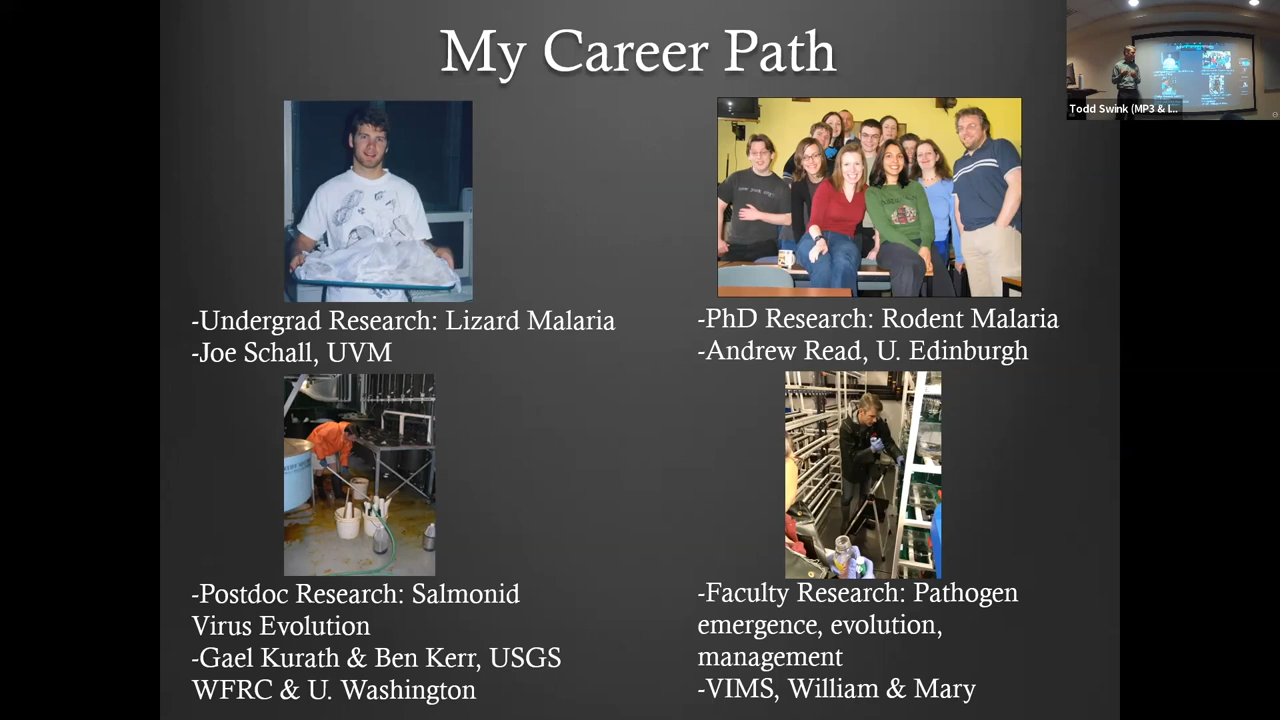 My Career Path
Todd Swink (MP3 & I...
-Undergrad Research: Lizard Malaria
-Joe Schall, UVM
-PhD Research: Rodent Malaria
-Andrew Read, U. Edinburgh
-Postdoc Research: Salmonid
Virus Evolution
-Gael Kurath & Ben Kerr, USGS
WFRC & U. Washington
-Faculty Research: Pathogen
emergence, evolution,
management
-VIMS, William & Mary